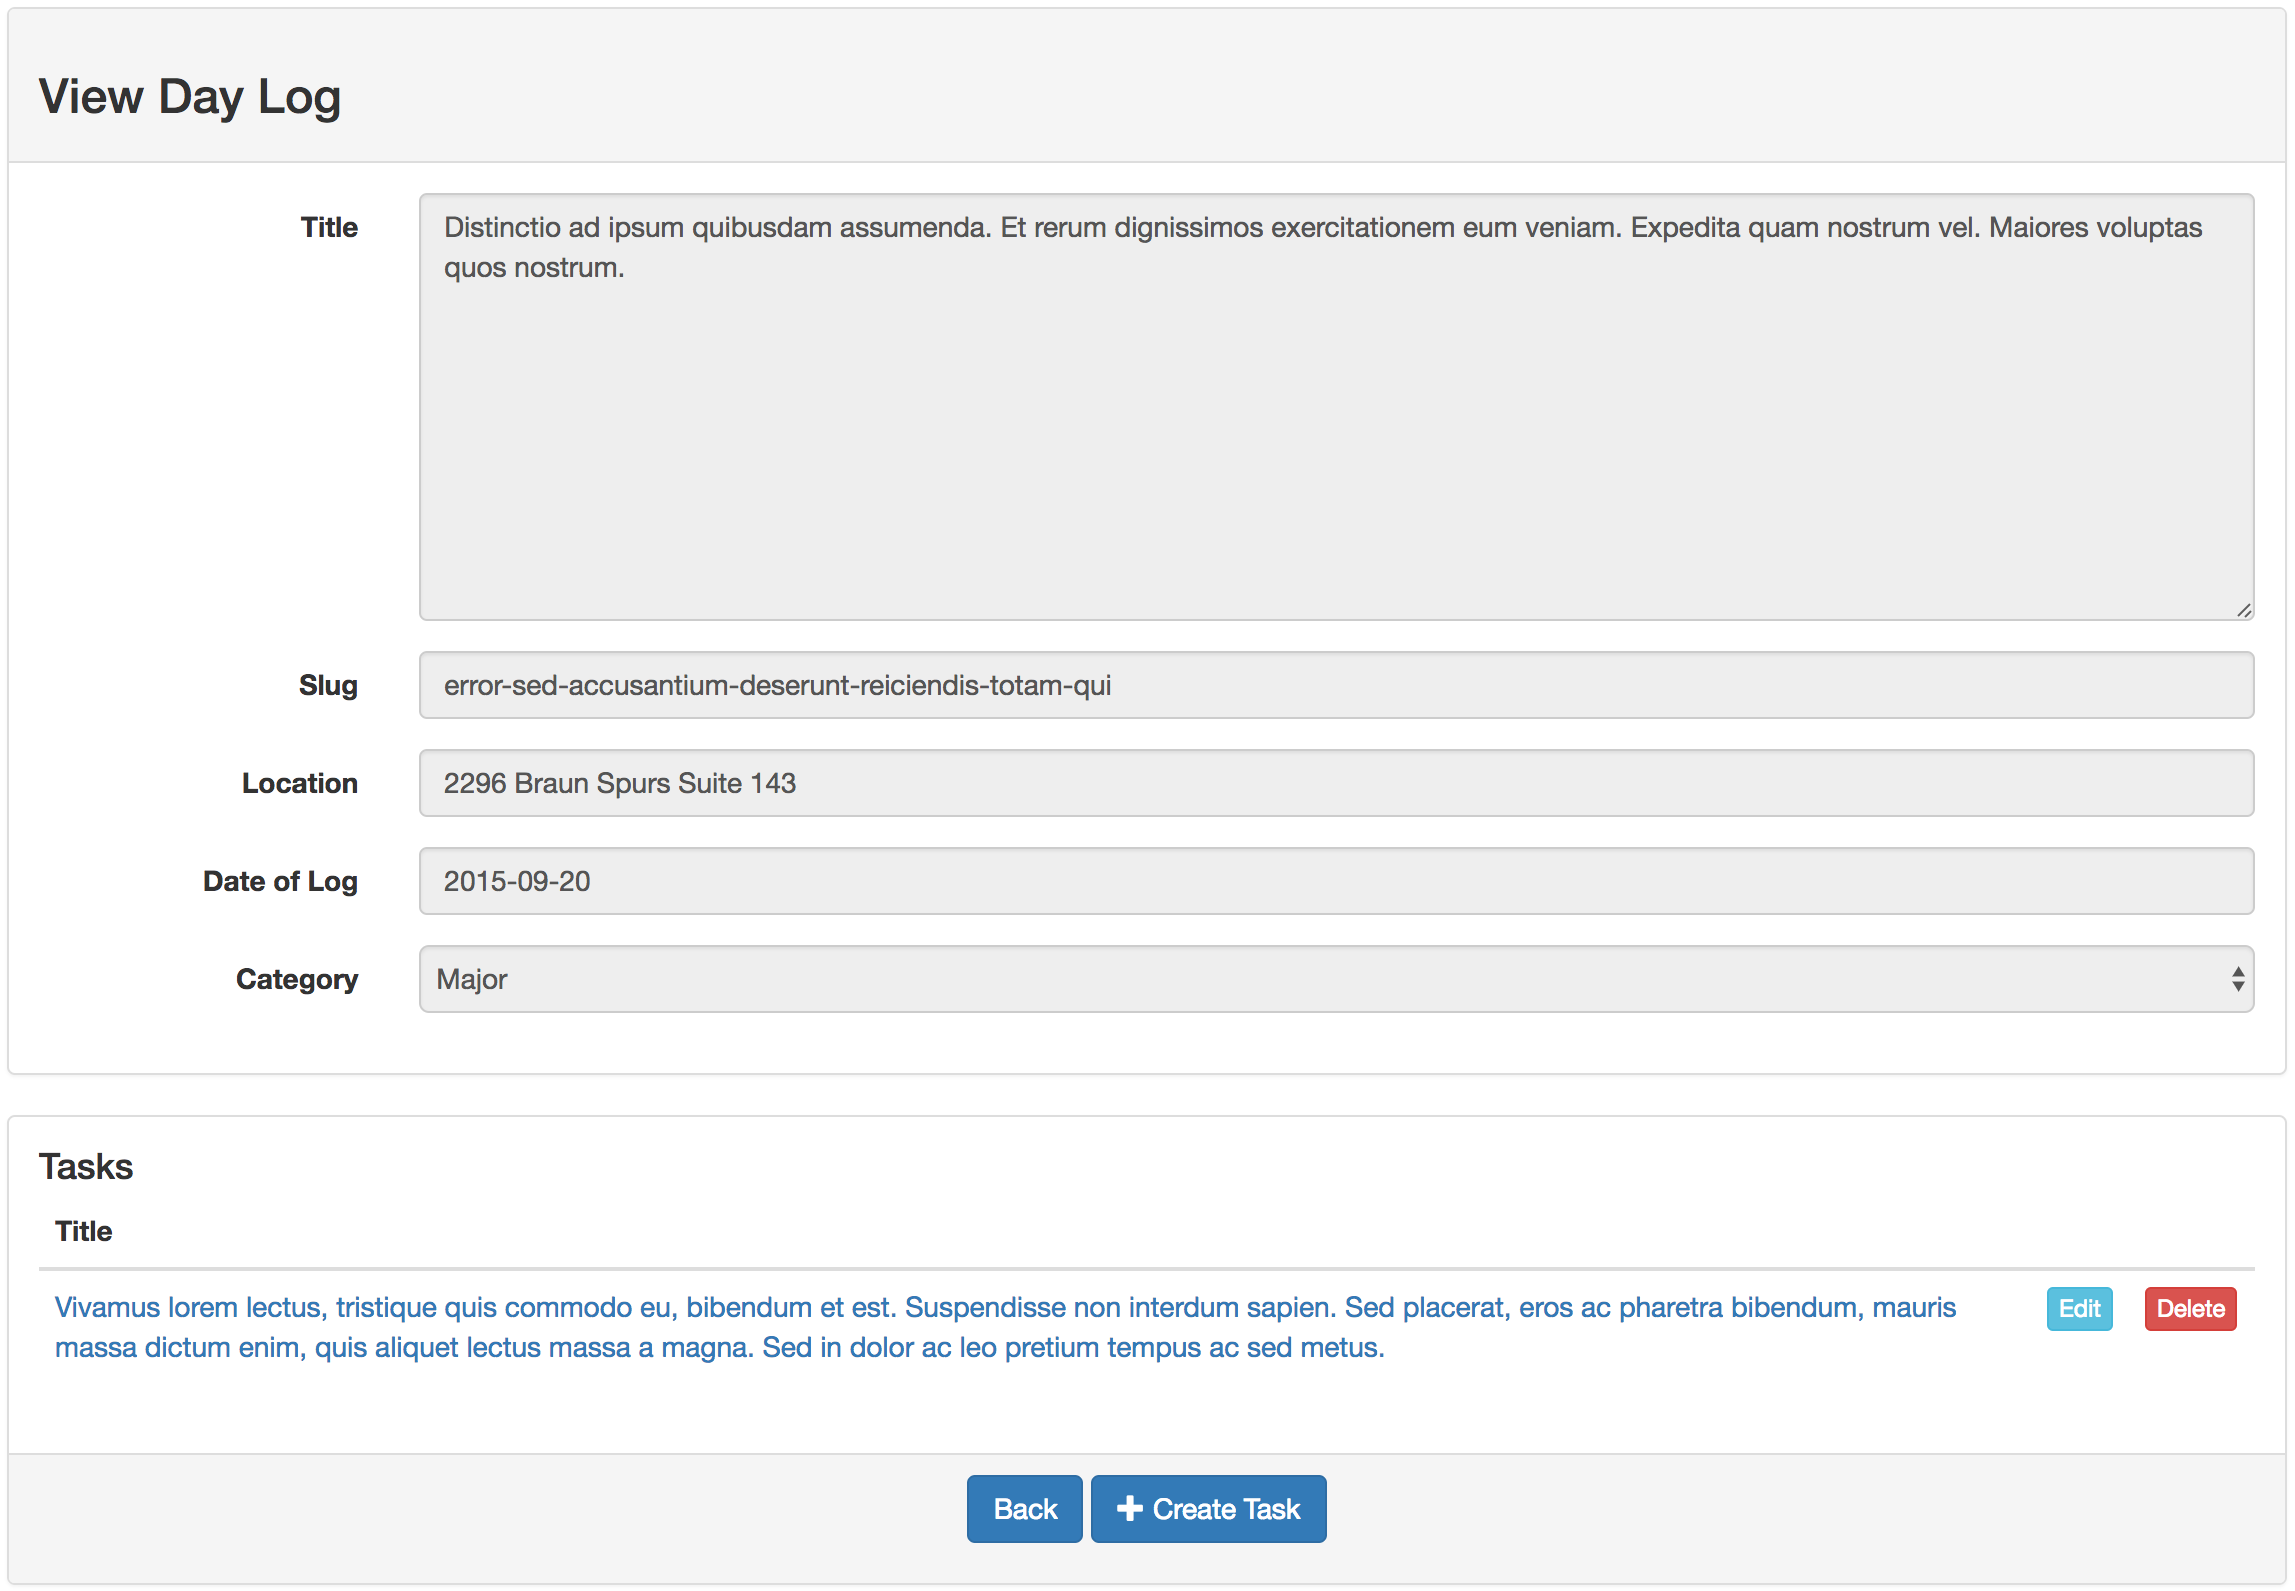 View Day Log
Title
Distinctio ad ipsum quibusdam assumenda. Et rerum dignissimos exercitationem eum veniam. Expedita quam nostrum vel. Maiores voluptas
quos nostrum.
Slug
error-sed-accusantium-deserunt-reiciendis-totam-qui
Location
2296 Braun Spurs Suite 143
Date of Log
2015-09-20
Category
Major
Tasks
Title
Vivamus lorem lectus, tristique quis commodo eu, bibendum et est. Suspendisse non interdum sapien. Sed placerat, eros ac pharetra bibendum, mauris
massa dictum enim, quis aliquet lectus massa a magna. Sed in dolor ac leo pretium tempus ac sed metus.
Edit
Delete
Back
Create Task